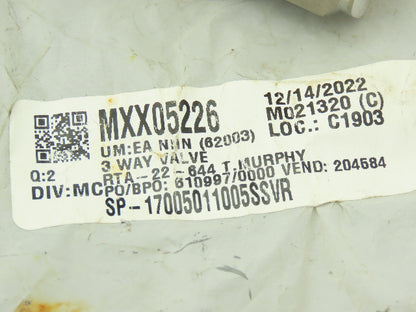 MXX05226
12/14/2022
M021320 (C)
LOC.: C1903
UM:EA NNN (62003)
3 WAY VALVE
RTA-22-644 T.MURPHY
Q:2
DIV:MC PO/BPO: 610997/0000 VEND: 204584
SP-17005011005SSVR